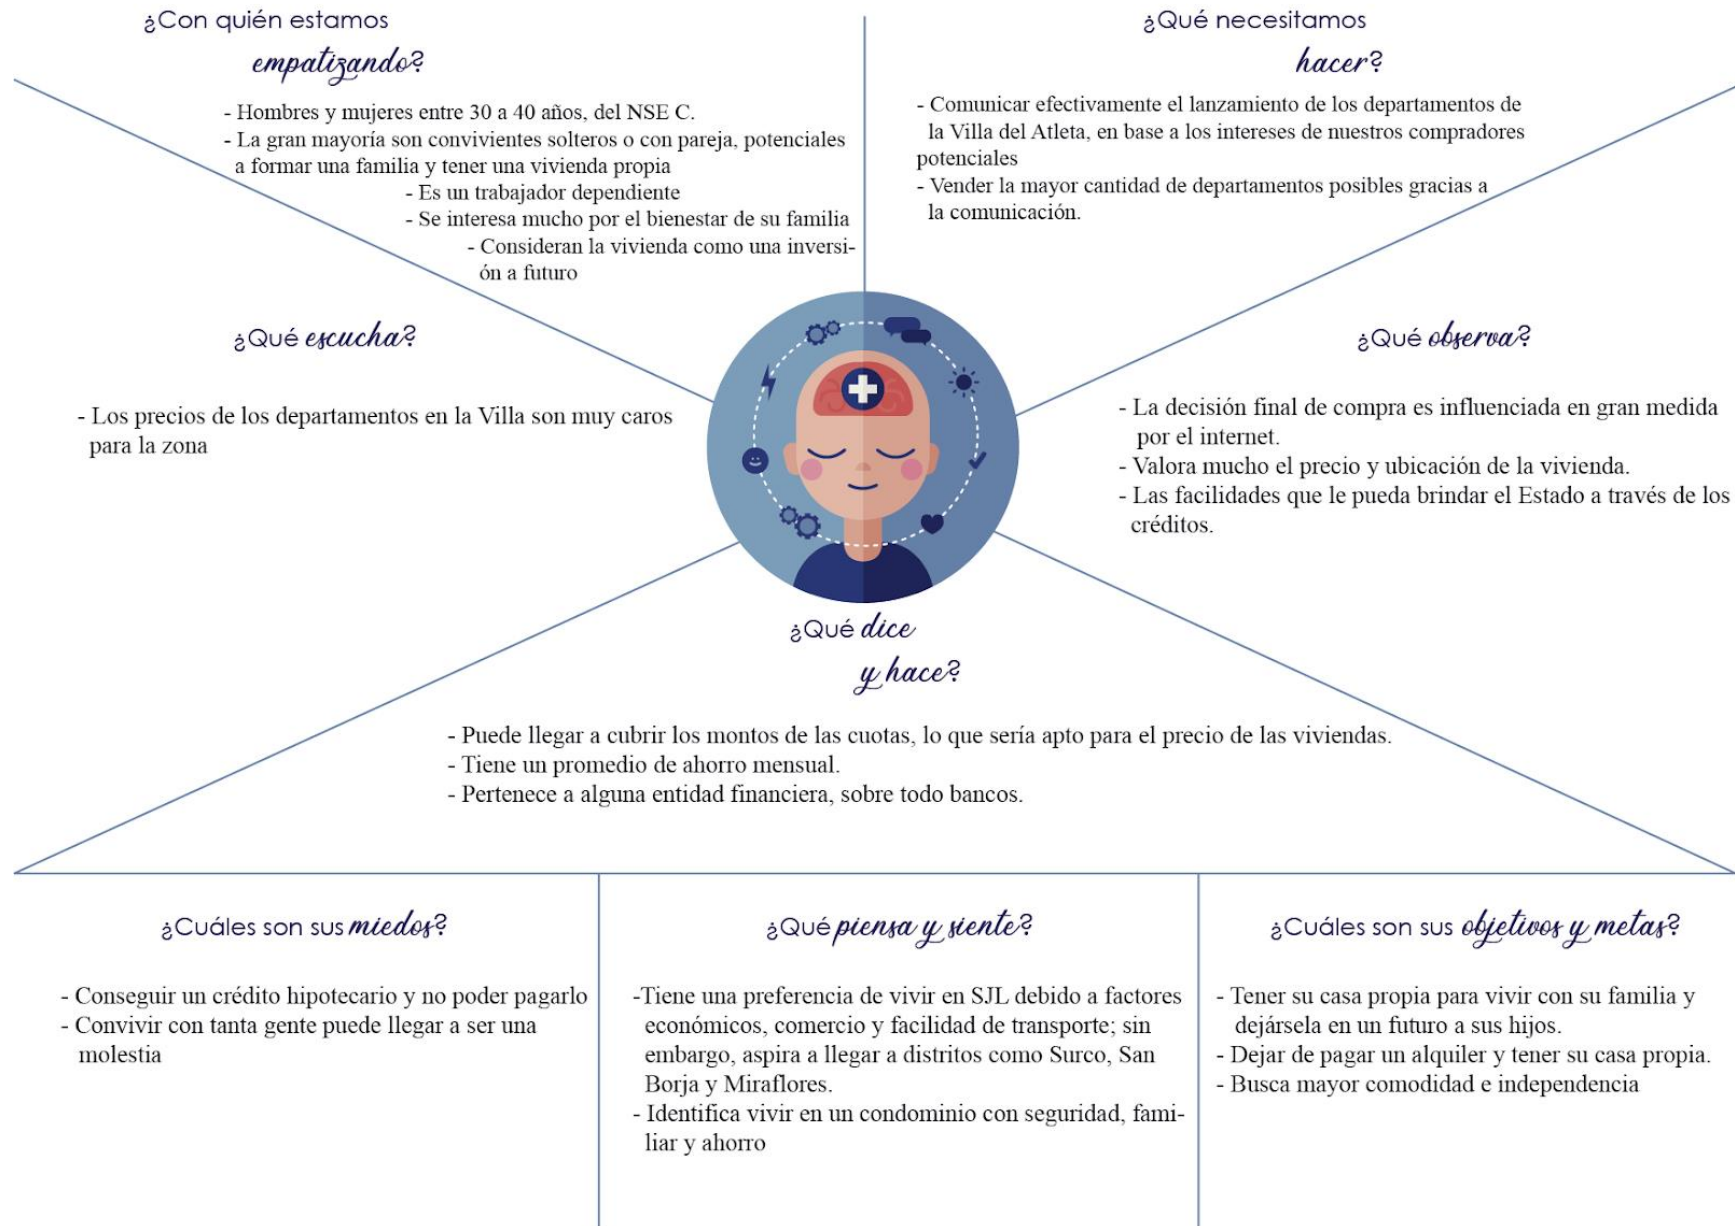 ¿Con quién estamos
empatizando?
- Hombres y mujeres entre 30 a 40 años, del NSE C.
- La gran mayoría son convivientes solteros o con pareja, potenciales
a formar una familia y tener una vivienda propia
- Es un trabajador dependiente
- Se interesa mucho por el bienestar de su familia
- Consideran la vivienda como una inversi-
ón a futuro
¿Qué necesitamos
hacer?
- Comunicar efectivamente el lanzamiento de los departamentos de
la Villa del Atleta, en base a los intereses de nuestros compradores
potenciales
- Vender la mayor cantidad de departamentos posibles gracias a
la comunicación.
¿Qué escucha?
- Los precios de los departamentos en la Villa son muy caros
para la zona
¿Qué observa?
- La decisión final de compra es influenciada en gran medida
por el internet.
- Valora mucho el precio y ubicación de la vivienda.
- Las facilidades que le pueda brindar el Estado a través de los
créditos.
¿Qué dice
y hace?
- Puede llegar a cubrir los montos de las cuotas, lo que sería apto para el precio de las viviendas.
- Tiene un promedio de ahorro mensual.
- Pertenece a alguna entidad financiera, sobre todo bancos.
¿Cuáles son sus miedos?
- Conseguir un crédito hipotecario y no poder pagarlo
- Convivir con tanta gente puede llegar a ser una
molestia
¿Qué piensa y siente?
-Tiene una preferencia de vivir en SJL debido a factores
económicos, comercio y facilidad de transporte; sin
embargo, aspira a llegar a distritos como Surco, San
Borja y Miraflores.
- Identifica vivir en un condominio con seguridad, fami-
liar y ahorro
¿Cuáles son sus objetivos y metas?
- Tener su casa propia para vivir con su familia y
dejársela en un futuro a sus hijos.
- Dejar de pagar un alquiler y tener su casa propia.
- Busca mayor comodidad e independencia